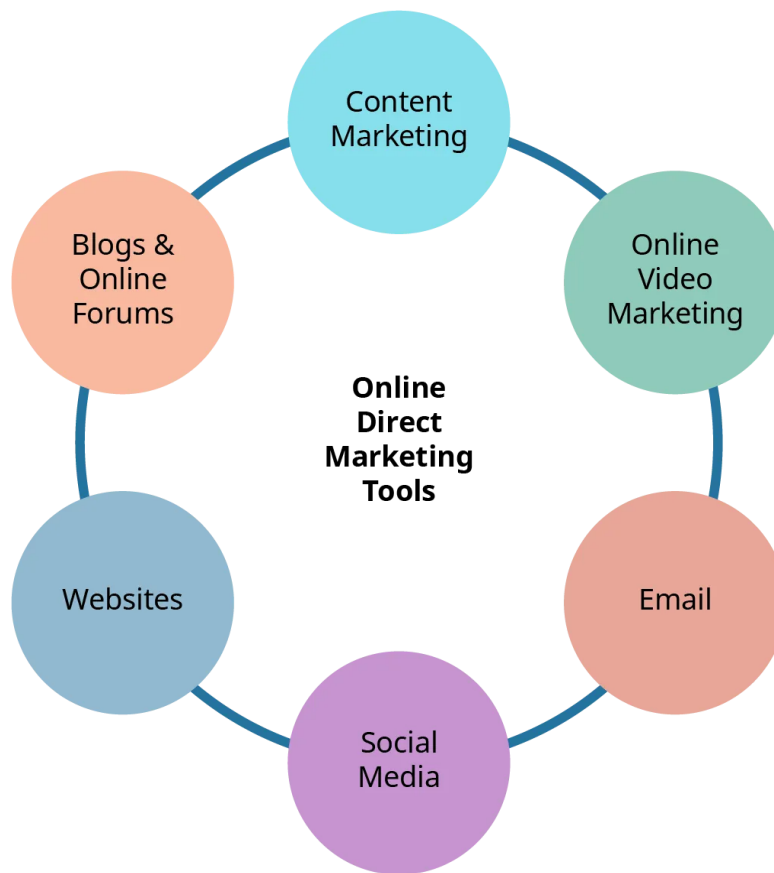 Content
Marketing
Online
Video
Marketing
Email
Social
Media
Websites
Blogs &
Online
Forums
Online
Direct
Marketing
Tools